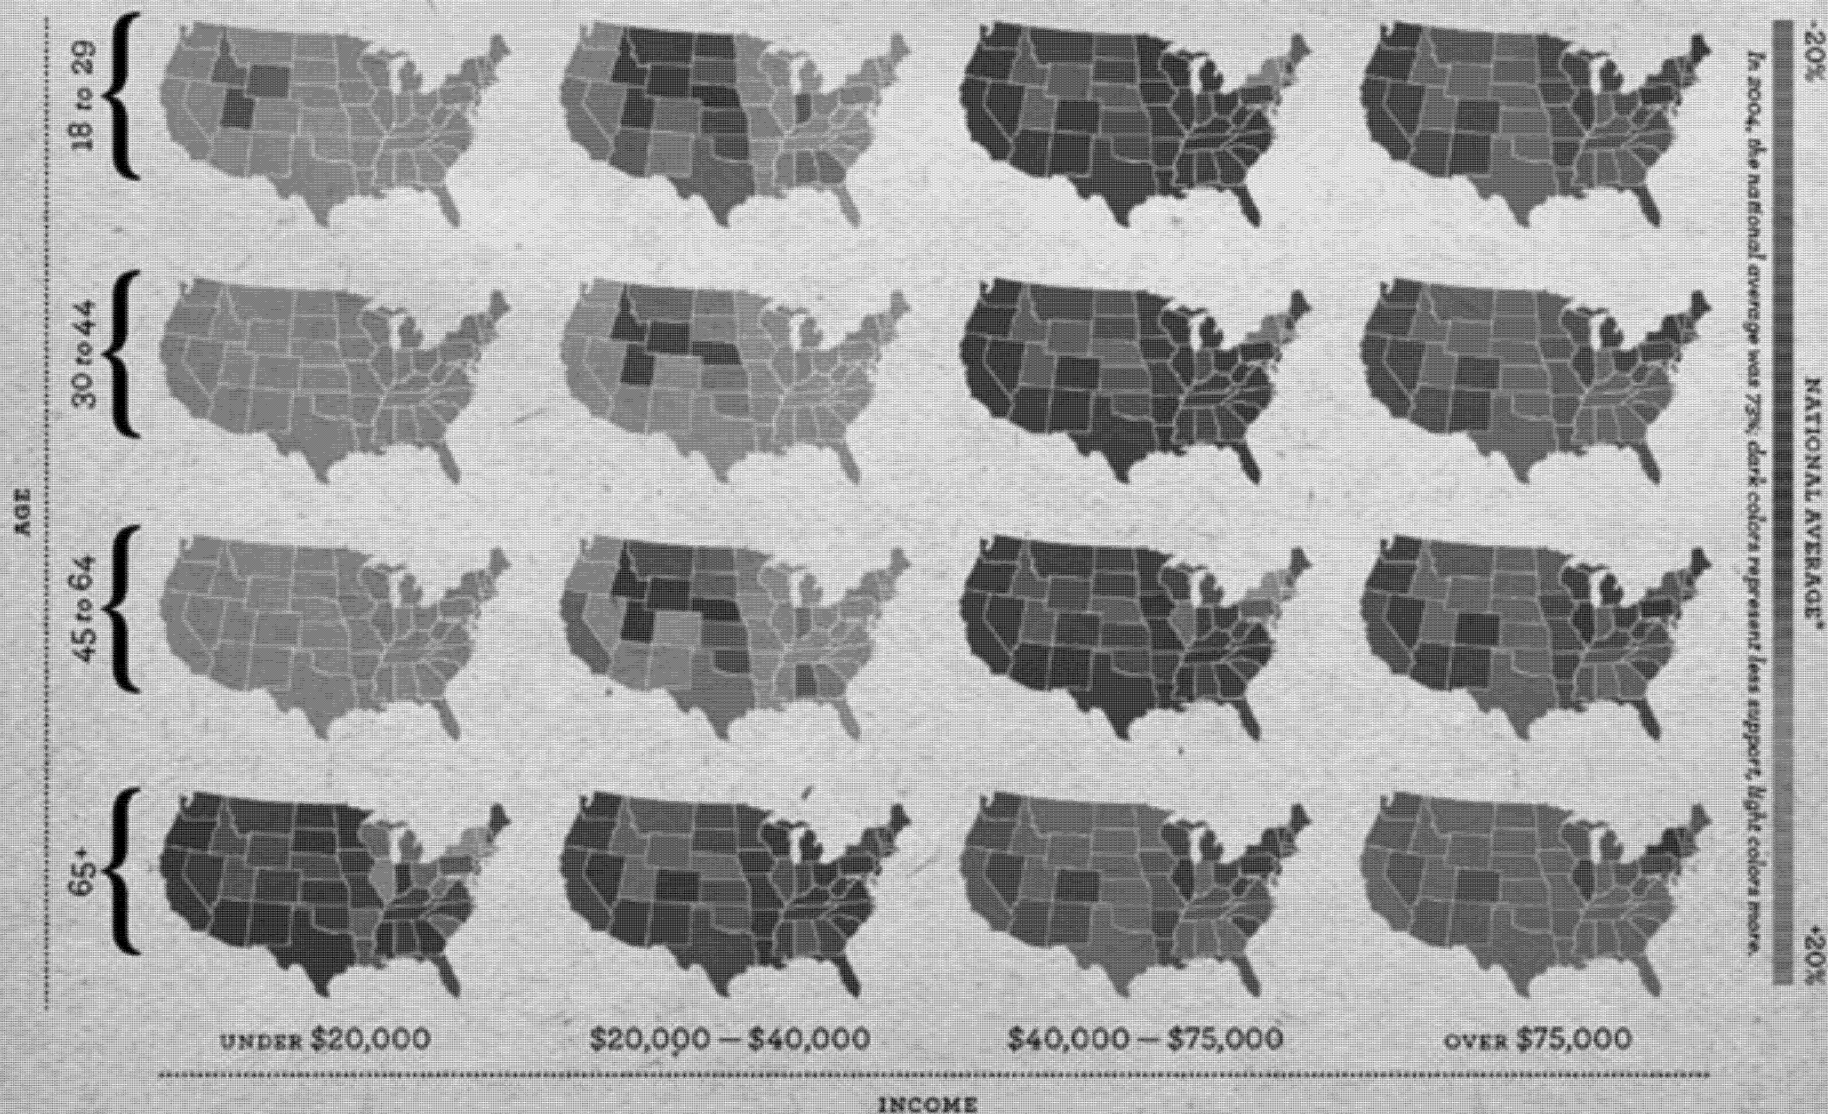 AGE
18 to 29
30 to 44
45 to 64
65+
UNDER $20,000
$20,000 – $40,000
$40,000 – $75,000
OVER $75,000
INCOME
-20%
NATIONAL AVERAGE*
+20%
In 2004, the national average was 73%; dark colors represent less support, light colors more.